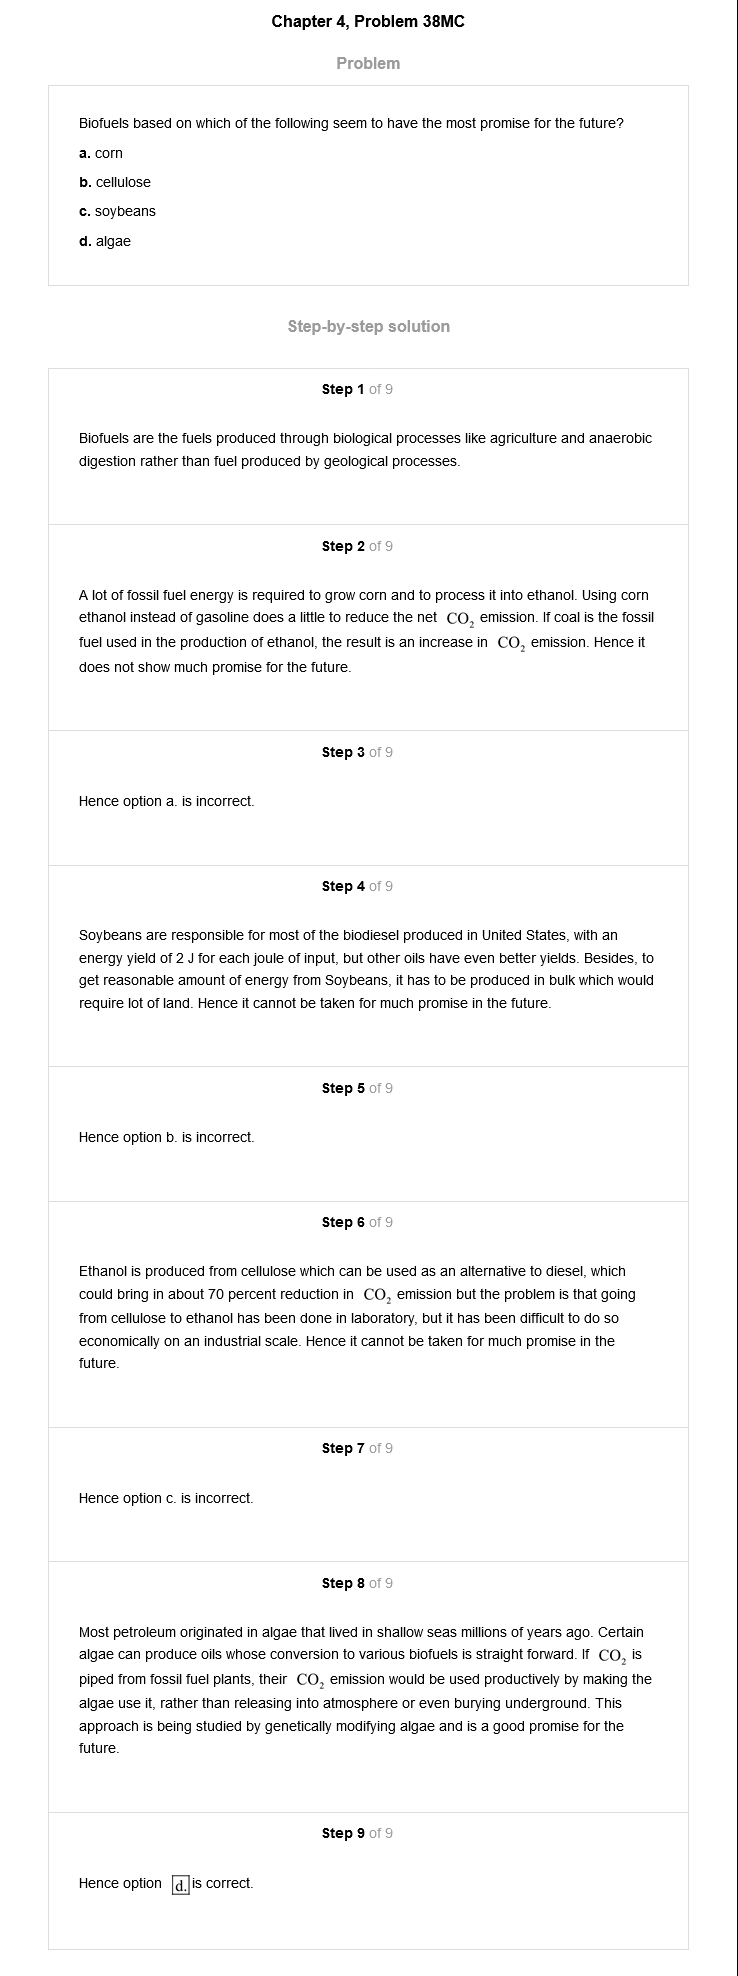 Chapter 4, Problem 38MC
Problem
Biofuels based on which of the following seem to have the most promise for the future?
a. corn
b. cellulose
c. soybeans
d. algae
Step-by-step solution
Step 1 of 9
Biofuels are the fuels produced through biological processes like agriculture and anaerobic
digestion rather than fuel produced by geological processes.
Step 2 of 9
A lot of fossil fuel energy is required to grow corn and to process it into ethanol. Using corn
ethanol instead of gasoline does a little to reduce the net CO₂ emission. If coal is the fossil
fuel used in the production of ethanol, the result is an increase in CO₂ emission. Hence it
does not show much promise for the future.
Step 3 of 9
Hence option a. is incorrect.
Step 4 of 9
Soybeans are responsible for most of the biodiesel produced in United States, with an
energy yield of 2 J for each joule of input, but other oils have even better yields. Besides, to
get reasonable amount of energy from Soybeans, it has to be produced in bulk which would
require lot of land. Hence it cannot be taken for much promise in the future.
Step 5 of 9
Hence option b. is incorrect.
Step 6 of 9
Ethanol is produced from cellulose which can be used as an alternative to diesel, which
could bring in about 70 percent reduction in CO₂ emission but the problem is that going
from cellulose to ethanol has been done in laboratory, but it has been difficult to do so
economically on an industrial scale. Hence it cannot be taken for much promise in the
future.
Step 7 of 9
Hence option c. is incorrect.
Step 8 of 9
Most petroleum originated in algae that lived in shallow seas millions of years ago. Certain
algae can produce oils whose conversion to various biofuels is straight forward. If CO₂ is
piped from fossil fuel plants, their CO₂ emission would be used productively by making the
algae use it, rather than releasing into atmosphere or even burying underground. This
approach is being studied by genetically modifying algae and is a good promise for the
future.
Step 9 of 9
Hence option d. is correct.